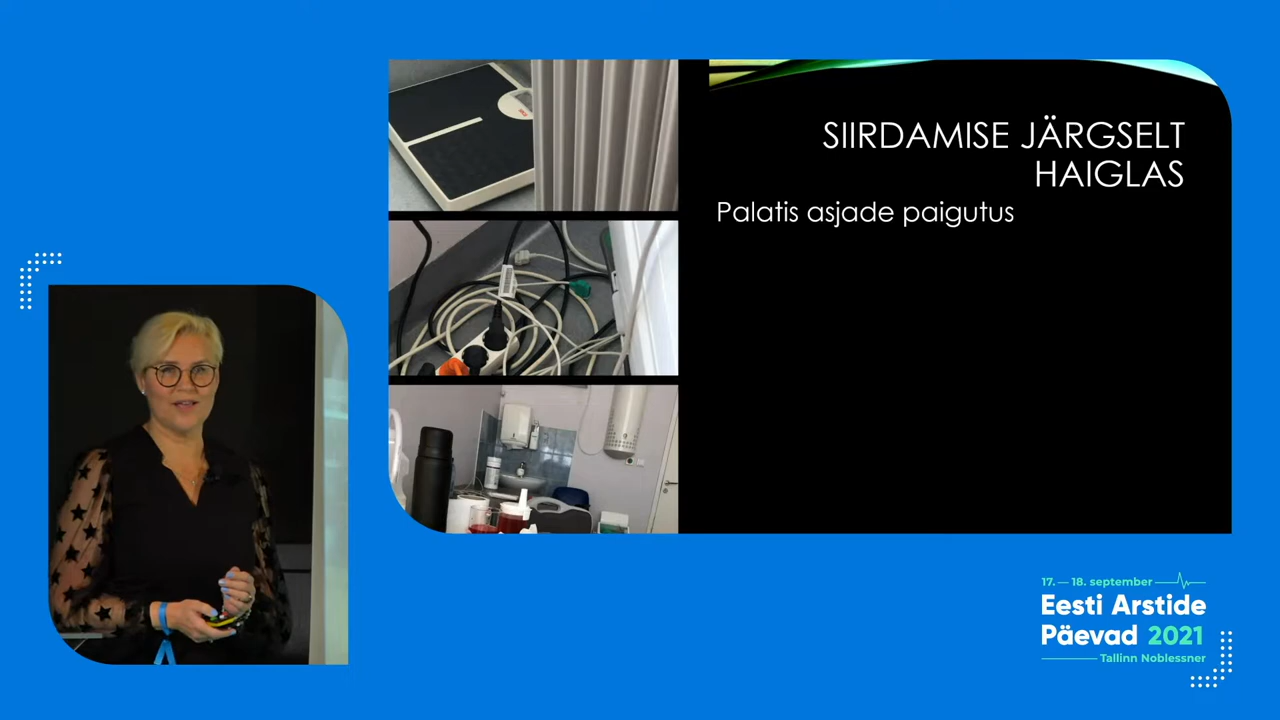 SIIRDAMISE JÄRGSELT
HAIGLAS
Palatis asjade paigutus
17. — 18. september
Eesti Arstide
Päevad 2021
Tallinn Noblessner